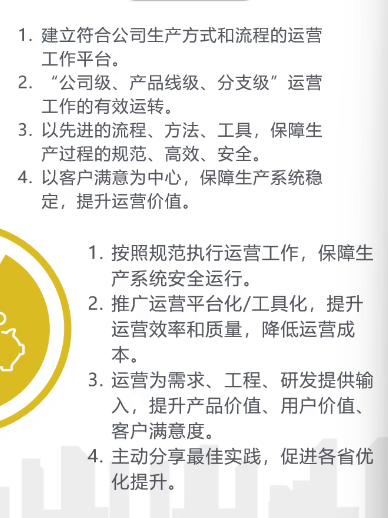 1. 建立符合公司生产方式和流程的运营
工作平台。
2. “公司级、产品线级、分支级”运营
工作的有效运转。
3. 以先进的流程、方法、工具，保障生
产过程的规范、高效、安全。
4. 以客户满意为中心，保障生产系统稳
定，提升运营价值。
1. 按照规范执行运营工作，保障生
产系统安全运行。
2. 推广运营平台化/工具化，提升
运营效率和质量，降低运营成
本。
3. 运营为需求、工程、研发提供输
入，提升产品价值、用户价值、
客户满意度。
4. 主动分享最佳实践，促进各省优
化提升。